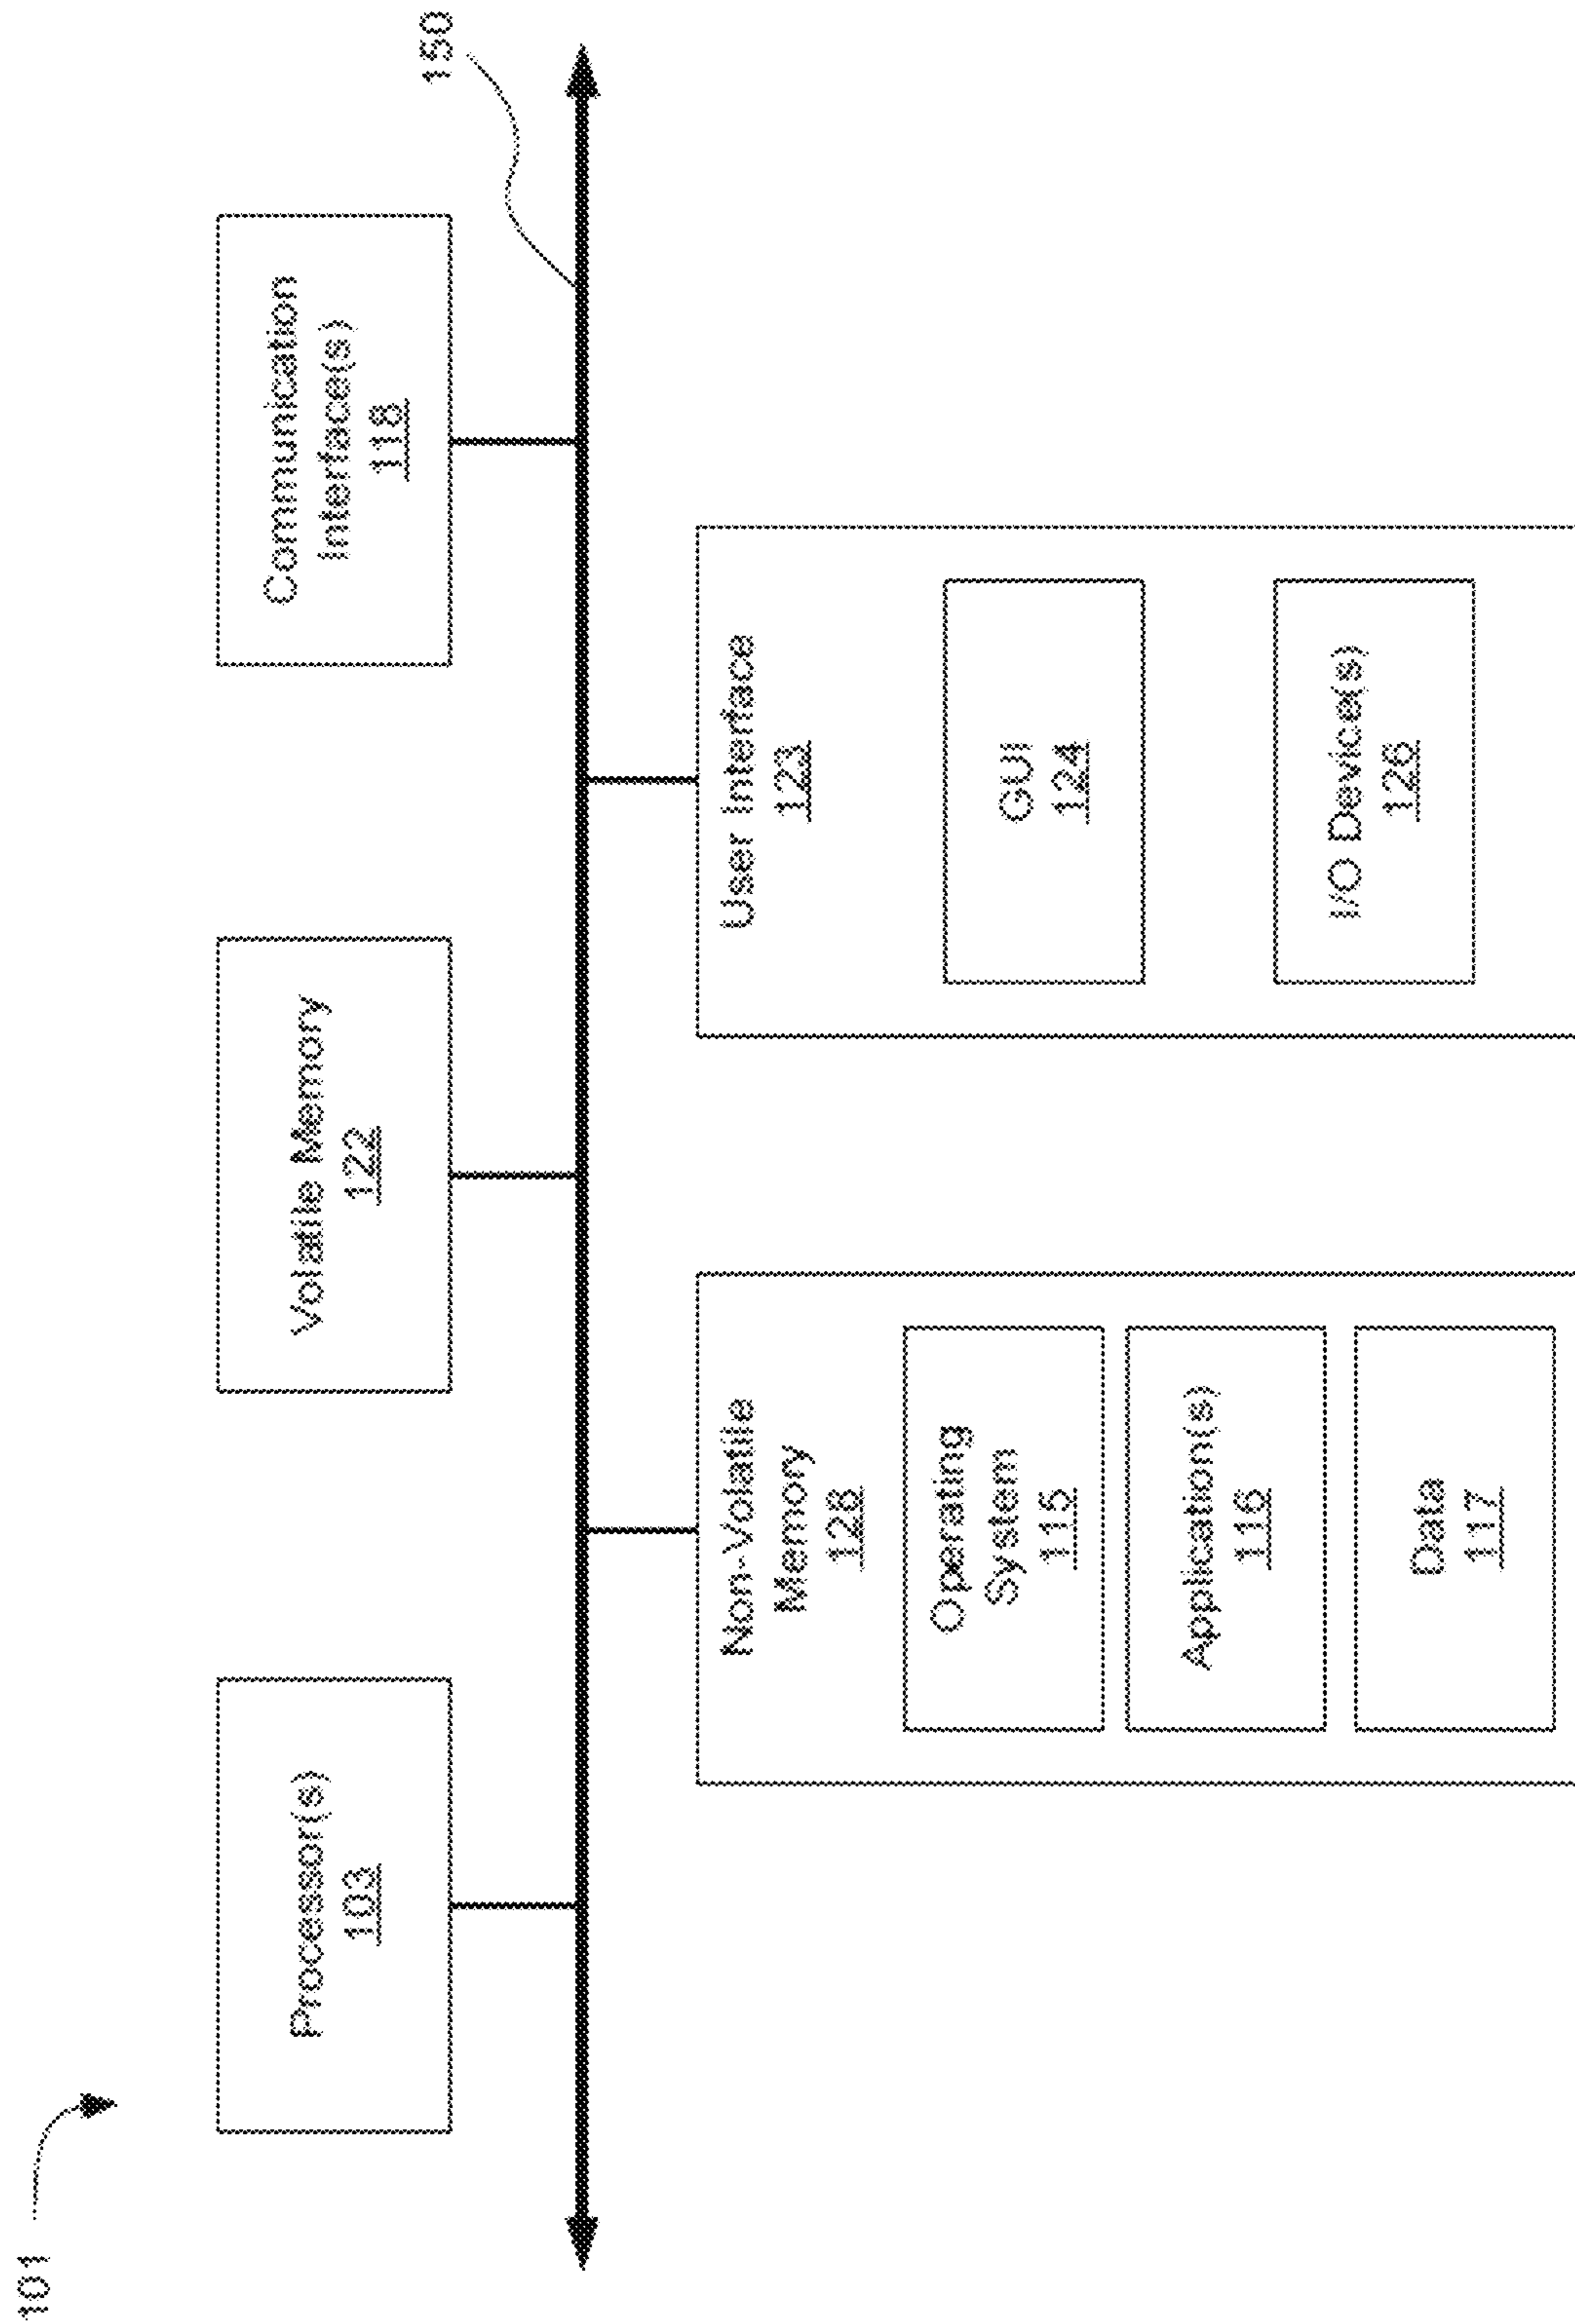 101
150
Processor(s)
103
Volatile Memory
122
Communication
Interface(s)
118
Non-Volatile
Memory
128
Operating
System
115
Application(s)
116
Data
117
User Interface
123
GUI
124
I/O Device(s)
126